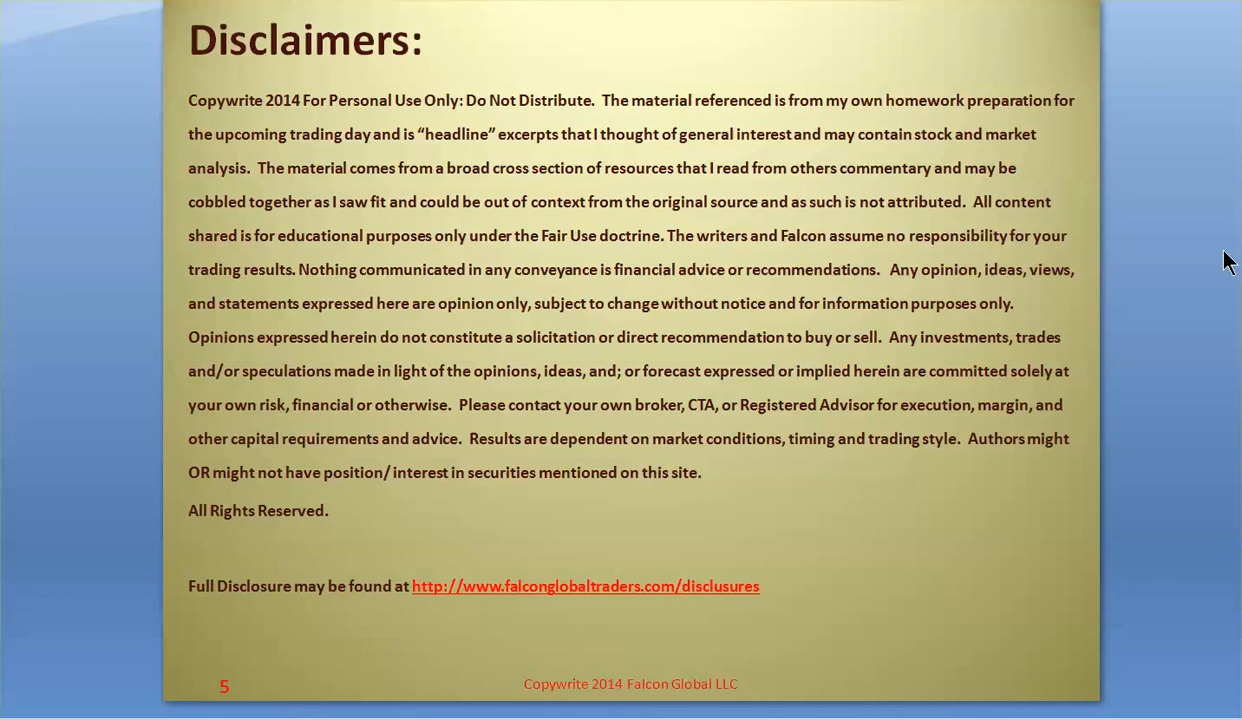 Disclaimers:
Copywrite 2014 For Personal Use Only: Do Not Distribute.  The material referenced is from my own homework preparation for
the upcoming trading day and is “headline” excerpts that I thought of general interest and may contain stock and market
analysis.  The material comes from a broad cross section of resources that I read from others commentary and may be
cobbled together as I saw fit and could be out of context from the original source and as such is not attributed.  All content
shared is for educational purposes only under the Fair Use doctrine. The writers and Falcon assume no responsibility for your
trading results. Nothing communicated in any conveyance is financial advice or recommendations.   Any opinion, ideas, views,
and statements expressed here are opinion only, subject to change without notice and for information purposes only.
Opinions expressed herein do not constitute a solicitation or direct recommendation to buy or sell.  Any investments, trades
and/or speculations made in light of the opinions, ideas, and; or forecast expressed or implied herein are committed solely at
your own risk, financial or otherwise.  Please contact your own broker, CTA, or Registered Advisor for execution, margin, and
other capital requirements and advice.  Results are dependent on market conditions, timing and trading style.  Authors might
OR might not have position/ interest in securities mentioned on this site.
All Rights Reserved.
Full Disclosure may be found at http://www.falconglobaltraders.com/disclusures
5
Copywrite 2014 Falcon Global LLC